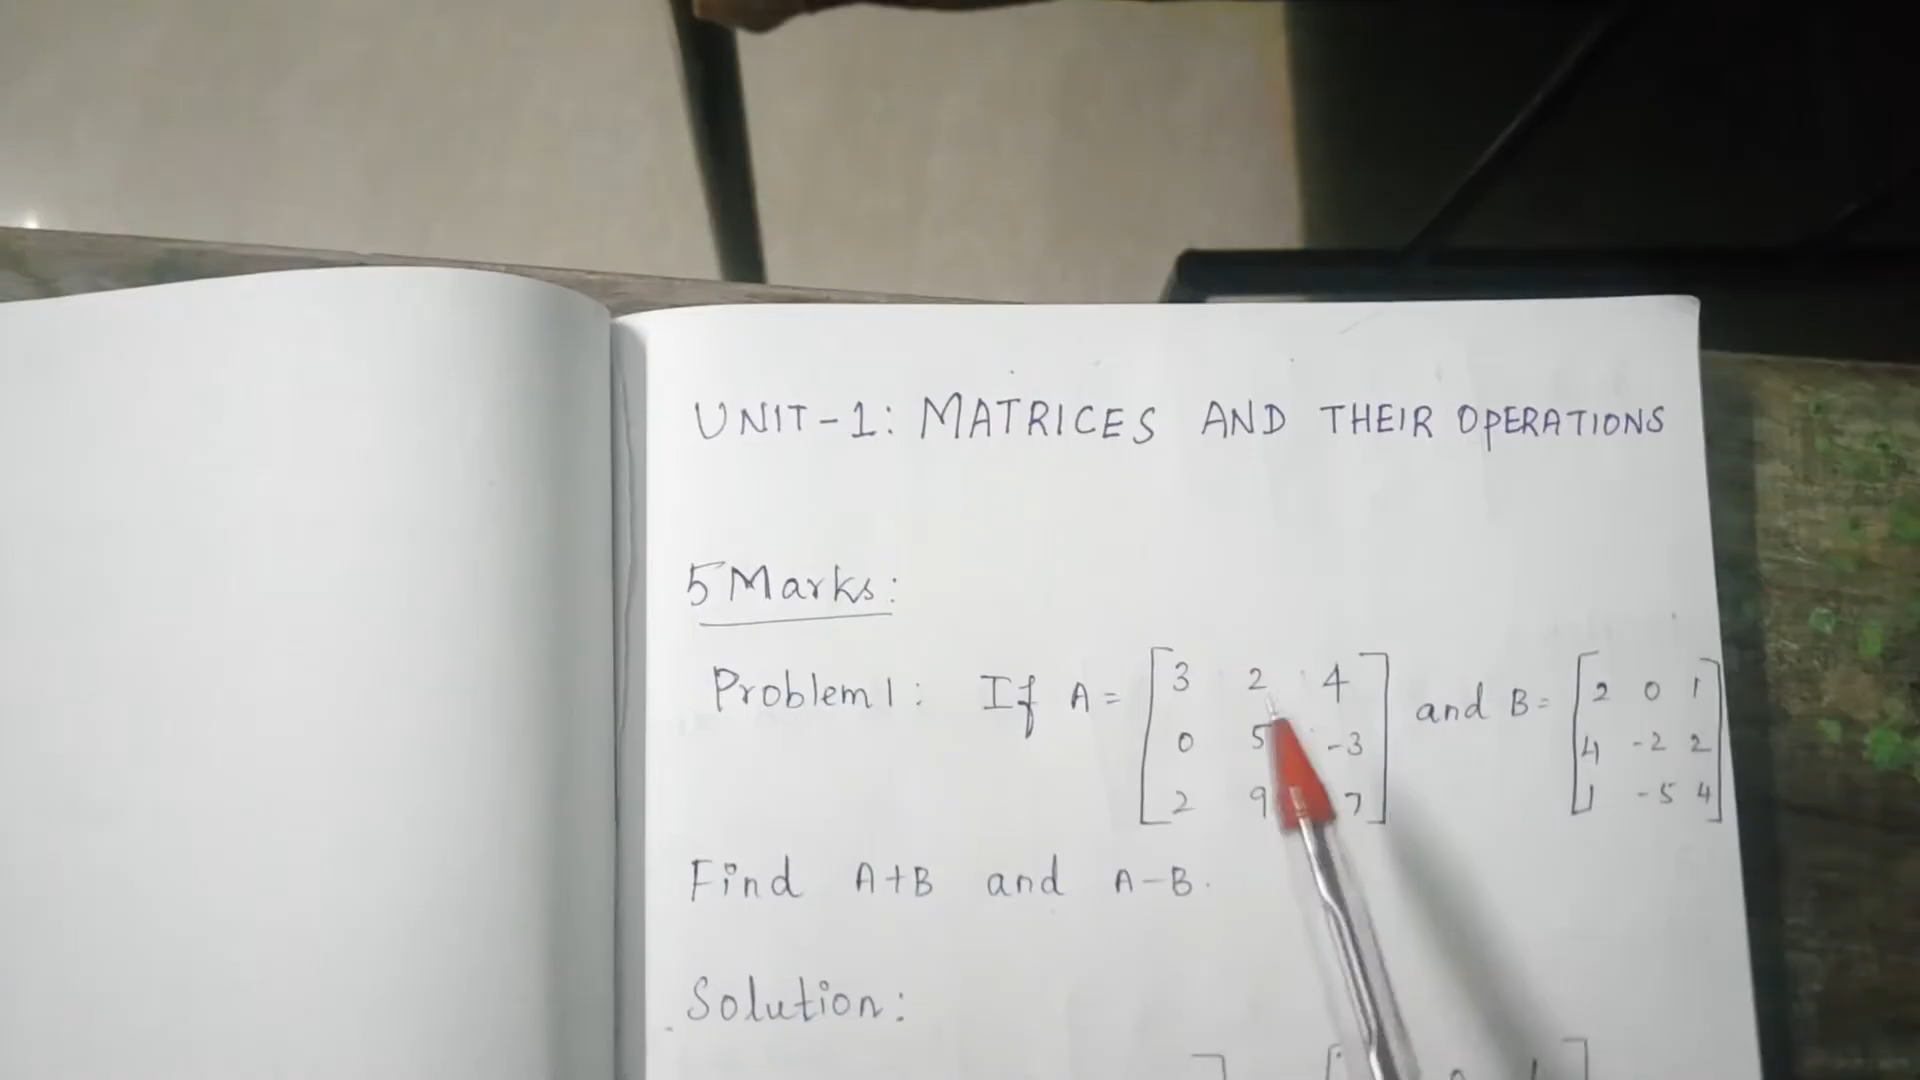 UNIT-1: MATRICES AND THEIR OPERATIONS
5 Marks:
Problem 1: If A = [3 2 4 and B = [2 0 1
0 5 -3 4 -2 2
2 9 7] 1 -5 4]
Find A+B and A-B.
Solution: